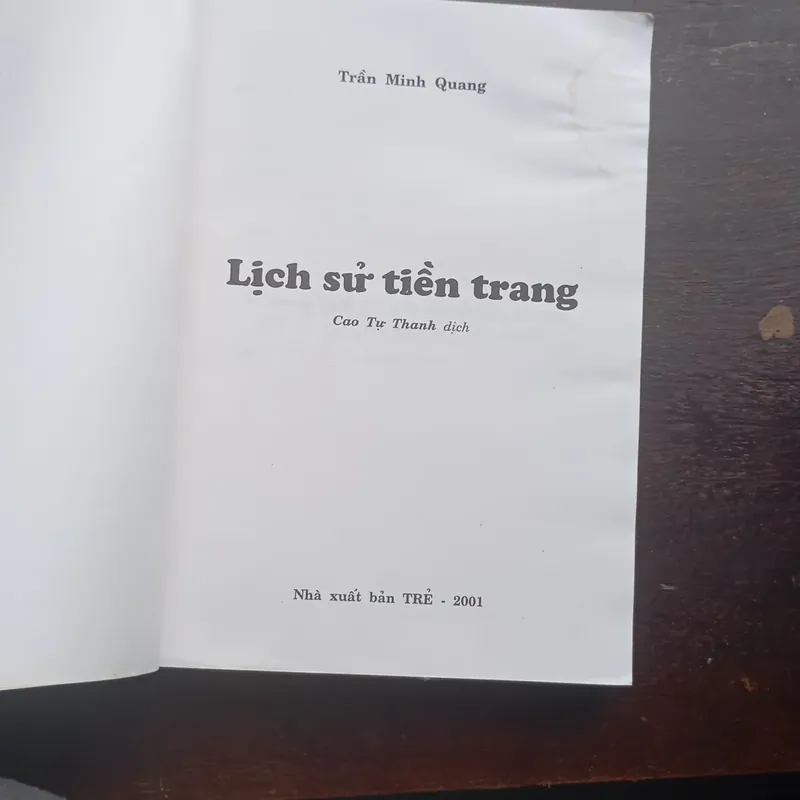 Trần Minh Quang
Lịch sử tiền trang
Cao Tự Thanh dịch
Nhà xuất bản TRẺ - 2001